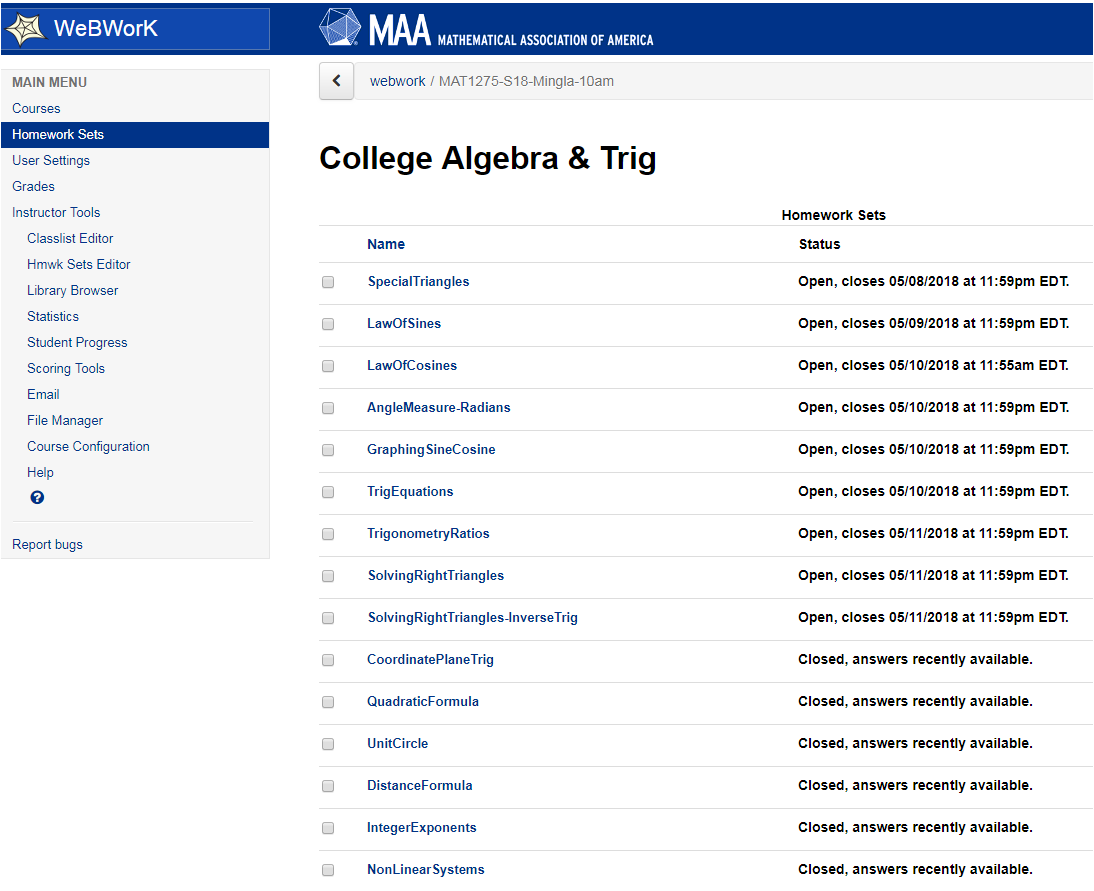 WeBWorK
MAA MATHEMATICAL ASSOCIATION OF AMERICA
MAIN MENU
Courses
Homework Sets
User Settings
Grades
Instructor Tools
Classlist Editor
Hmwk Sets Editor
Library Browser
Statistics
Student Progress
Scoring Tools
Email
File Manager
Course Configuration
Help
?
Report bugs
webwork / MAT1275-S18-Mingla-10am
College Algebra & Trig
Homework Sets
Name Status
SpecialTriangles Open, closes 05/08/2018 at 11:59pm EDT.
LawOfSines Open, closes 05/09/2018 at 11:59pm EDT.
LawOfCosines Open, closes 05/10/2018 at 11:55am EDT.
AngleMeasure-Radians Open, closes 05/10/2018 at 11:59pm EDT.
GraphingSineCosine Open, closes 05/10/2018 at 11:59pm EDT.
TrigEquations Open, closes 05/10/2018 at 11:59pm EDT.
TrigonometryRatios Open, closes 05/11/2018 at 11:59pm EDT.
SolvingRightTriangles Open, closes 05/11/2018 at 11:59pm EDT.
SolvingRightTriangles-InverseTrig Open, closes 05/11/2018 at 11:59pm EDT.
CoordinatePlaneTrig Closed, answers recently available.
QuadraticFormula Closed, answers recently available.
UnitCircle Closed, answers recently available.
DistanceFormula Closed, answers recently available.
IntegerExponents Closed, answers recently available.
NonLinearSystems Closed, answers recently available.